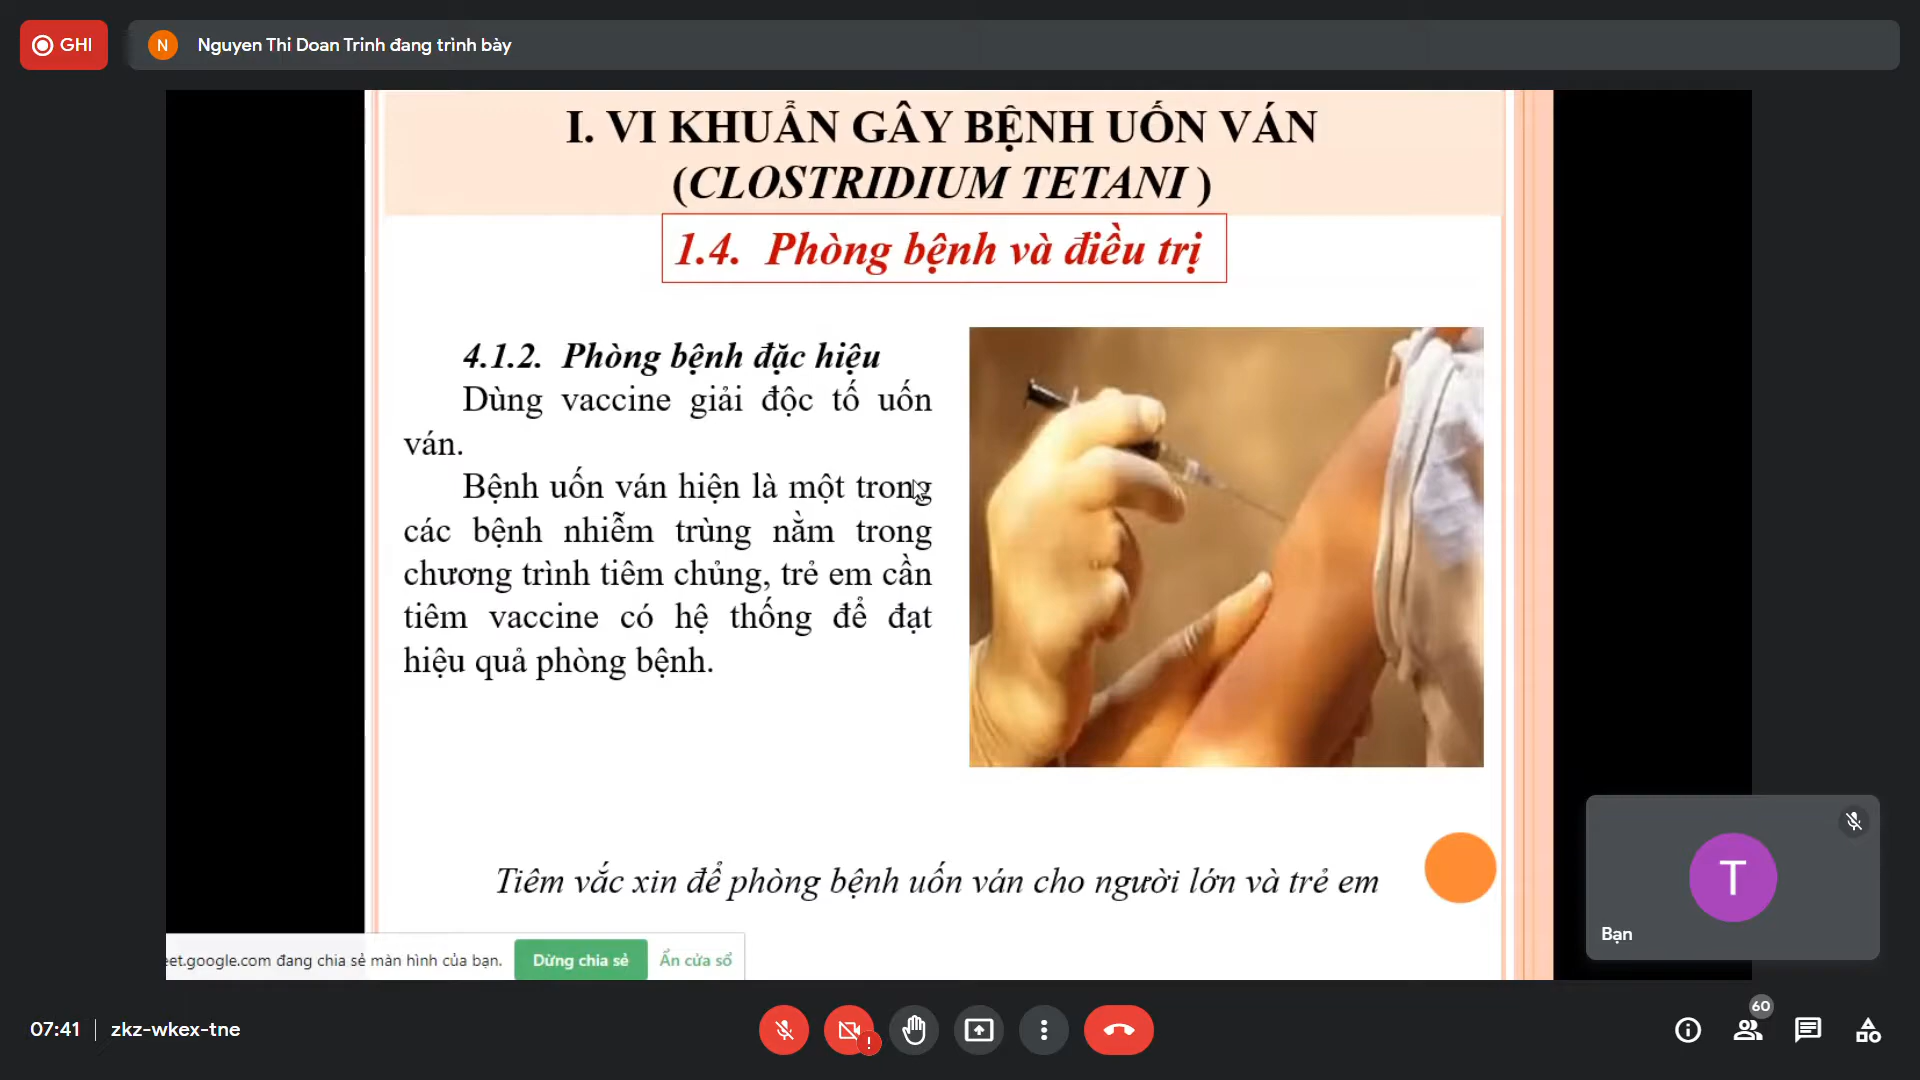 GHI
N
Nguyen Thi Doan Trinh đang trình bày
I. VI KHUẨN GÂY BỆNH UỐN VÁN
(CLOSTRIDIUM TETANI )
1.4. Phòng bệnh và điều trị
4.1.2. Phòng bệnh đặc hiệu
Dùng vaccine giải độc tố uốn
ván.
Bệnh uốn ván hiện là một trong
các bệnh nhiễm trùng nằm trong
chương trình tiêm chủng, trẻ em cần
tiêm vaccine có hệ thống để đạt
hiệu quả phòng bệnh.
Tiêm vắc xin để phòng bệnh uốn ván cho người lớn và trẻ em
eet.google.com đang chia sẻ màn hình của bạn.
Dừng chia sẻ
Ẩn cửa sổ
T
Bạn
07:41
zkz-wkex-tne
!
60